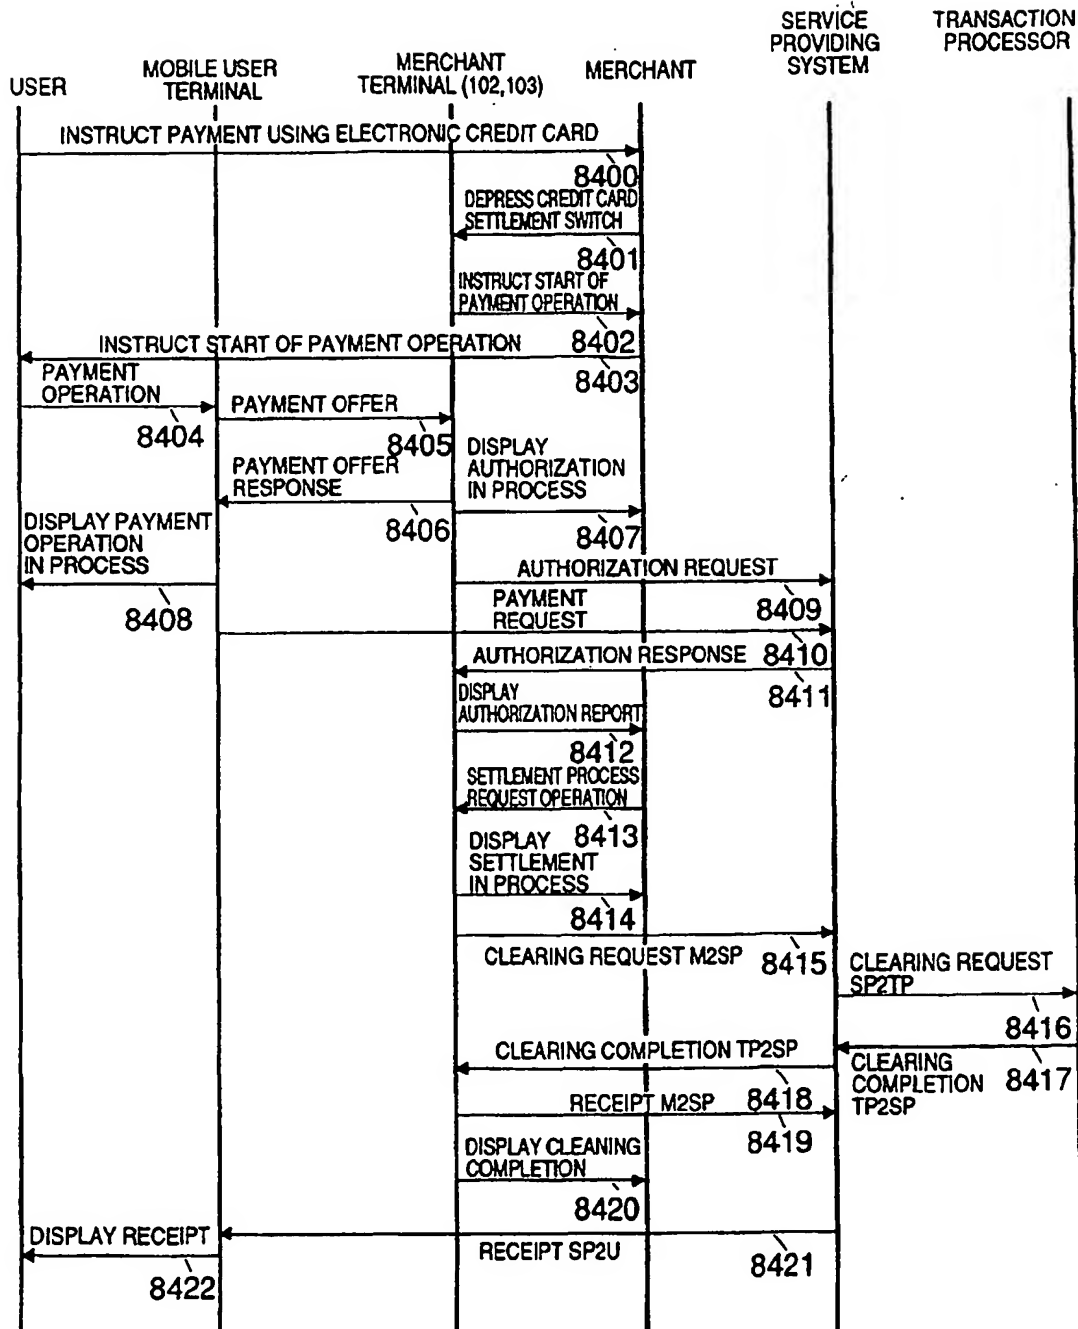 USER
MOBILE USER
TERMINAL
MERCHANT
TERMINAL (102,103)
MERCHANT
SERVICE
PROVIDING
SYSTEM
TRANSACTION
PROCESSOR
INSTRUCT PAYMENT USING ELECTRONIC CREDIT CARD
8400
DEPRESS CREDIT CARD
SETTLEMENT SWITCH
8401
INSTRUCT START OF
PAYMENT OPERATION
8402
INSTRUCT START OF PAYMENT OPERATION
8403
PAYMENT
OPERATION
8404
PAYMENT OFFER
8405
PAYMENT OFFER
RESPONSE
8406
DISPLAY
AUTHORIZATION
IN PROCESS
8407
DISPLAY PAYMENT
OPERATION
IN PROCESS
8408
AUTHORIZATION REQUEST
8409
PAYMENT
REQUEST
8410
AUTHORIZATION RESPONSE
8411
DISPLAY
AUTHORIZATION REPORT
8412
SETTLEMENT PROCESS
REQUEST OPERATION
8413
DISPLAY
SETTLEMENT
IN PROCESS
8414
CLEARING REQUEST M2SP
8415
CLEARING REQUEST
SP2TP
8416
CLEARING
COMPLETION
TP2SP
8417
CLEARING COMPLETION TP2SP
8418
RECEIPT M2SP
8419
DISPLAY CLEANING
COMPLETION
8420
RECEIPT SP2U
8421
DISPLAY RECEIPT
8422